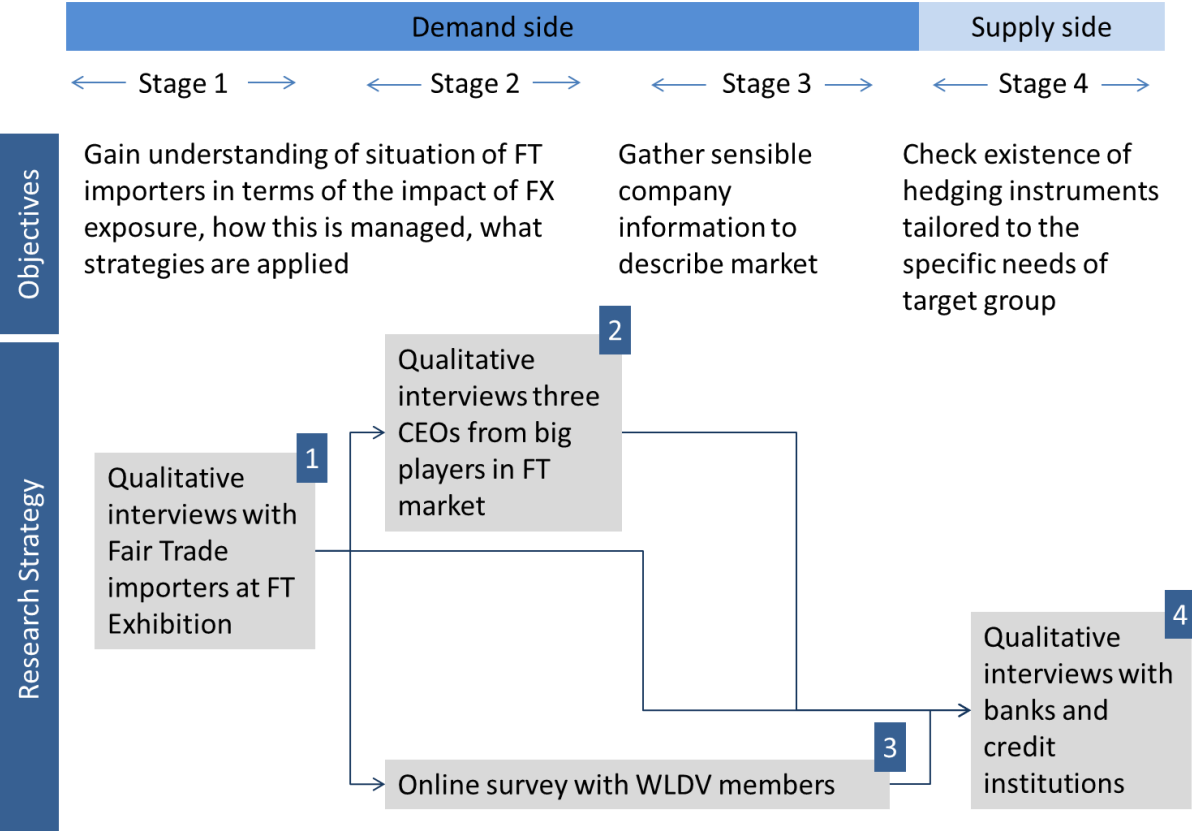 Demand side
Supply side
Stage 1
Stage 2
Stage 3
Stage 4
Objectives
Gain understanding of situation of FT
importers in terms of the impact of FX
exposure, how this is managed, what
strategies are applied
Gather sensible
company
information to
describe market
Check existence of
hedging instruments
tailored to the
specific needs of
target group
Research Strategy
1
Qualitative
interviews with
Fair Trade
importers at FT
Exhibition
2
Qualitative
interviews three
CEOs from big
players in FT
market
3
Online survey with WLDV members
4
Qualitative
interviews with
banks and
credit
institutions